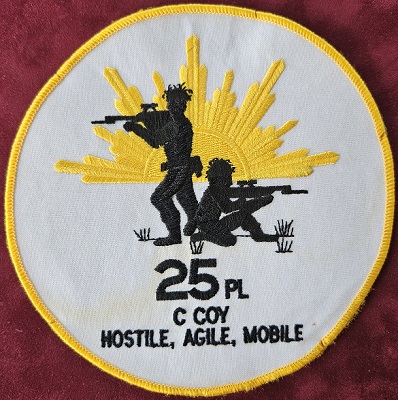 25 PL
C COY
HOSTILE, AGILE, MOBILE